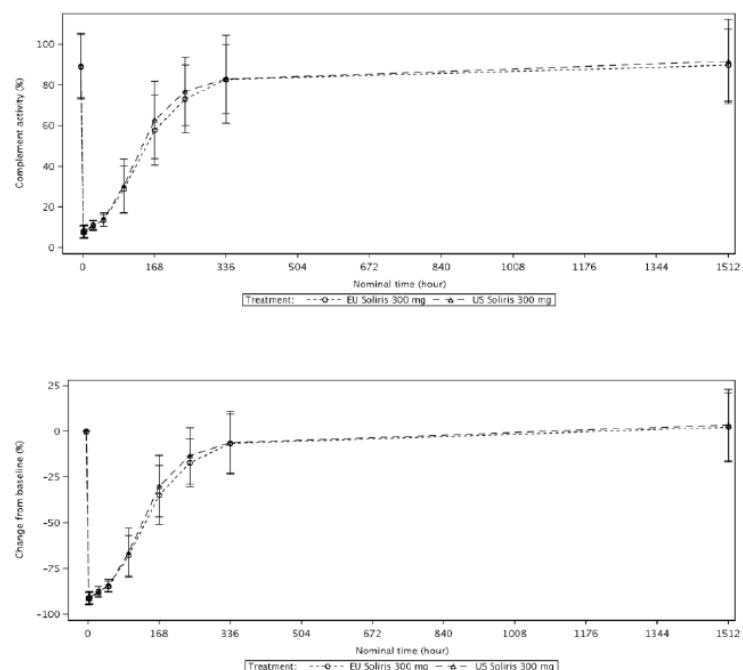 100
80
60
40
20
0
Complement activity (%)
0 168 336 504 672 840 1008 1176 1344 1512
Nominal time (hour)
Treatment: EU Soliris 300 mg US Soliris 300 mg
25
0
-25
-50
-75
-100
Change from baseline (%)
0 168 336 504 672 840 1008 1176 1344 1512
Nominal time (hour)
Treatment: EU Soliris 300 mg US Soliris 300 mg